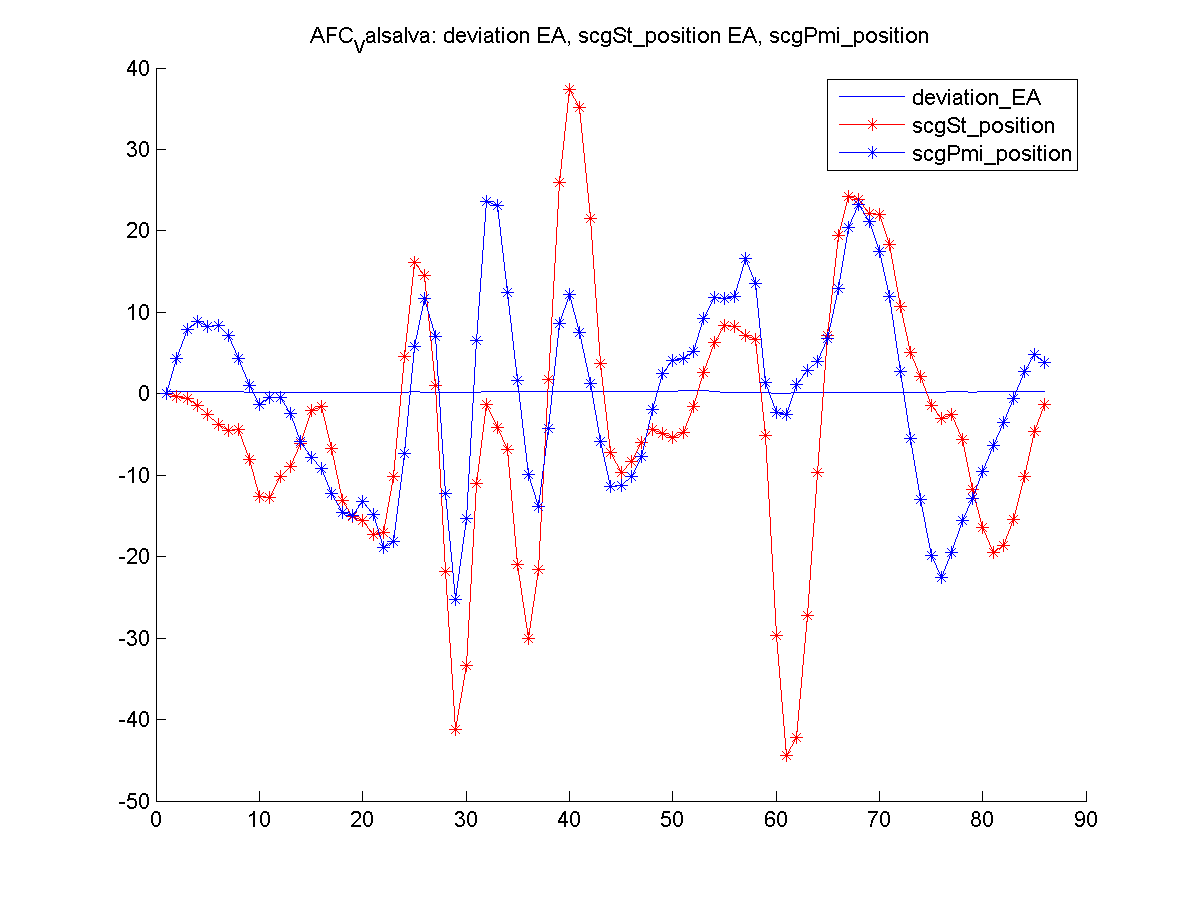 AFC_Valsalva: deviation EA, scgSt_position EA, scgPmi_position
deviation_EA
scgSt_position
scgPmi_position
40
30
20
10
0
-10
-20
-30
-40
-50
0 10 20 30 40 50 60 70 80 90